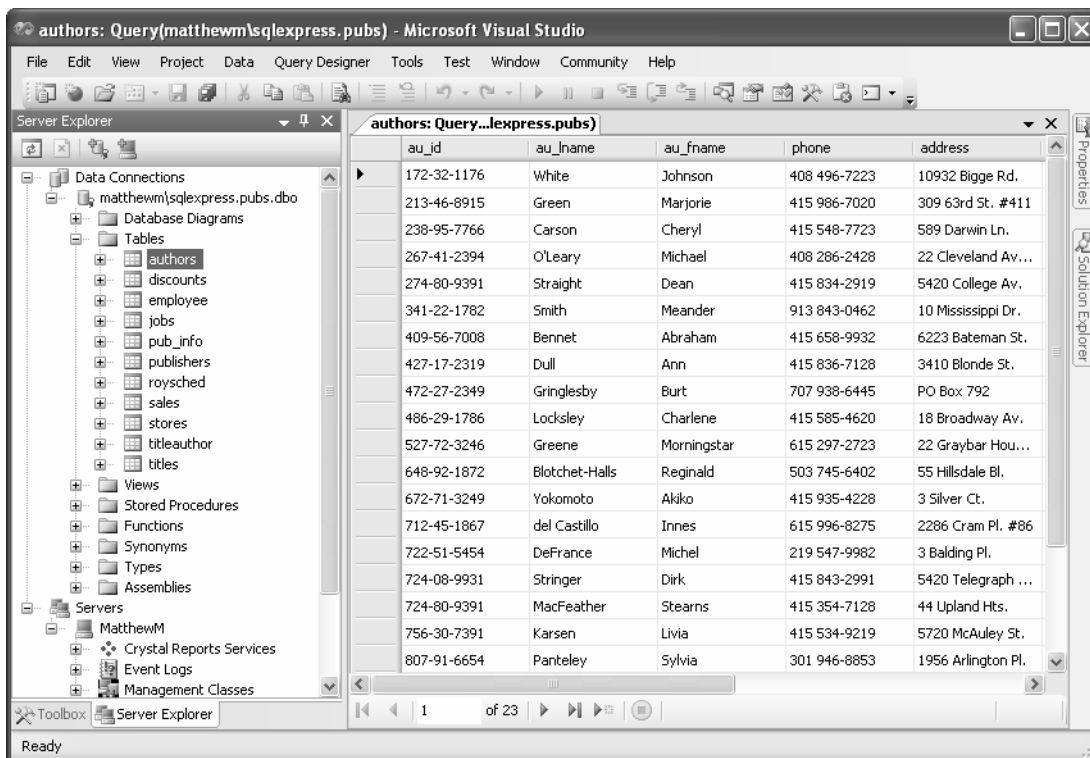 authors: Query(matthewm\sqlexpress.pubs) - Microsoft Visual Studio
File Edit View Project Data Query Designer Tools Test Window Community Help
Server Explorer
Data Connections
matthewm\sqlexpress.pubs.dbo
Database Diagrams
Tables
authors
discounts
employee
jobs
pub_info
publishers
roysched
sales
stores
titleauthor
titles
Views
Stored Procedures
Functions
Synonyms
Types
Assemblies
Servers
MatthewM
Crystal Reports Services
Event Logs
Management Classes
Toolbox Server Explorer
authors: Query...lexpress.pubs)
au_id au_lname au_fname phone address
172-32-1176 White Johnson 408 496-7223 10932 Bigge Rd.
213-46-8915 Green Marjorie 415 986-7020 309 63rd St. #411
238-95-7766 Carson Cheryl 415 548-7723 589 Darwin Ln.
267-41-2394 O'Leary Michael 408 286-2428 22 Cleveland Av...
274-80-9391 Straight Dean 415 834-2919 5420 College Av.
341-22-1782 Smith Meander 913 843-0462 10 Mississippi Dr.
409-56-7008 Bennet Abraham 415 658-9932 6223 Bateman St.
427-17-2319 Dull Ann 415 836-7128 3410 Blonde St.
472-27-2349 Gringlesby Burt 707 938-6445 PO Box 792
486-29-1786 Locksley Charlene 415 585-4620 18 Broadway Av.
527-72-3246 Greene Morningstar 615 297-2723 22 Graybar Hou...
648-92-1872 Blotchet-Halls Reginald 503 745-6402 55 Hillsdale Bl.
672-71-3249 Yokomoto Akiko 415 935-4228 3 Silver Ct.
712-45-1867 del Castillo Innes 615 996-8275 2286 Cram Pl. #86
722-51-5454 DeFrance Michel 219 547-9982 3 Balding Pl.
724-08-9931 Stringer Dirk 415 843-2991 5420 Telegraph ...
724-80-9391 MacFeather Stearns 415 354-7128 44 Upland Hts.
756-30-7391 Karsen Livia 415 534-9219 5720 McAuley St.
807-91-6654 Panteley Sylvia 301 946-8853 1956 Arlington Pl.
1 of 23
Properties
Solution Explorer
Ready